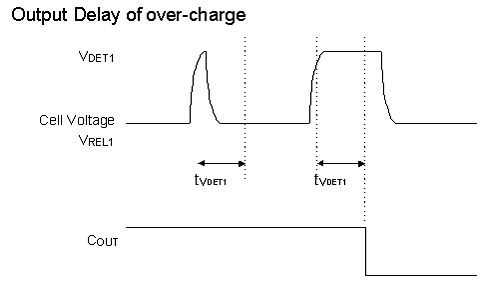 Output Delay of over-charge
VDET1
Cell Voltage
VREL1
tVDET1
tVDET1
COUT